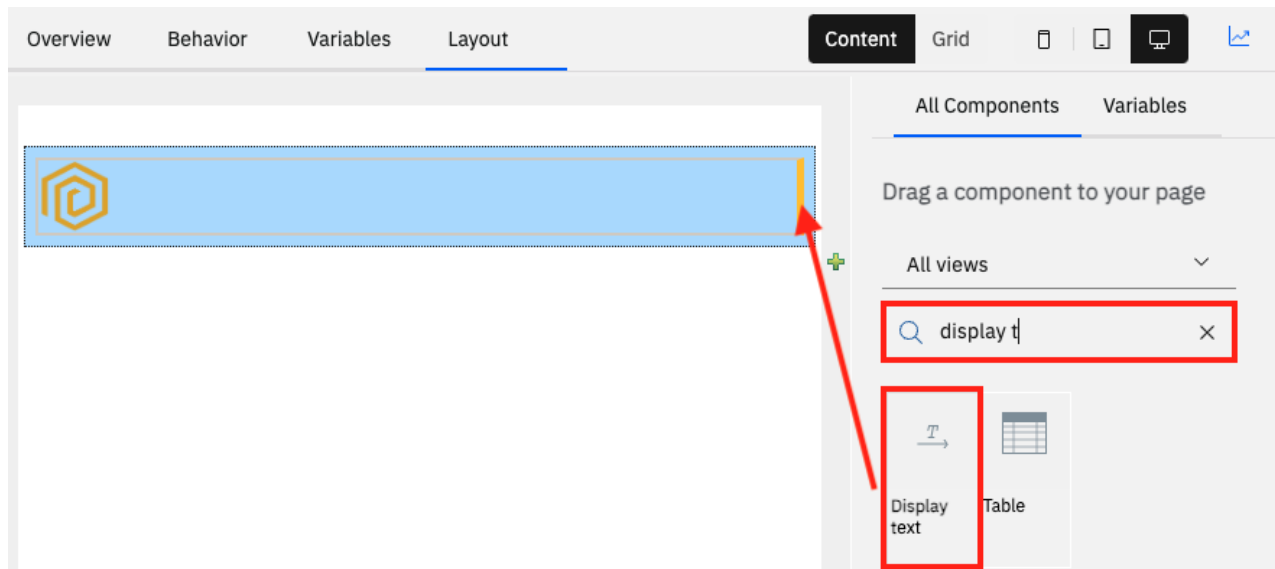 Overview Behavior Variables Layout Content Grid
All Components Variables
Drag a component to your page
All views
display t
T
Display
text
Table